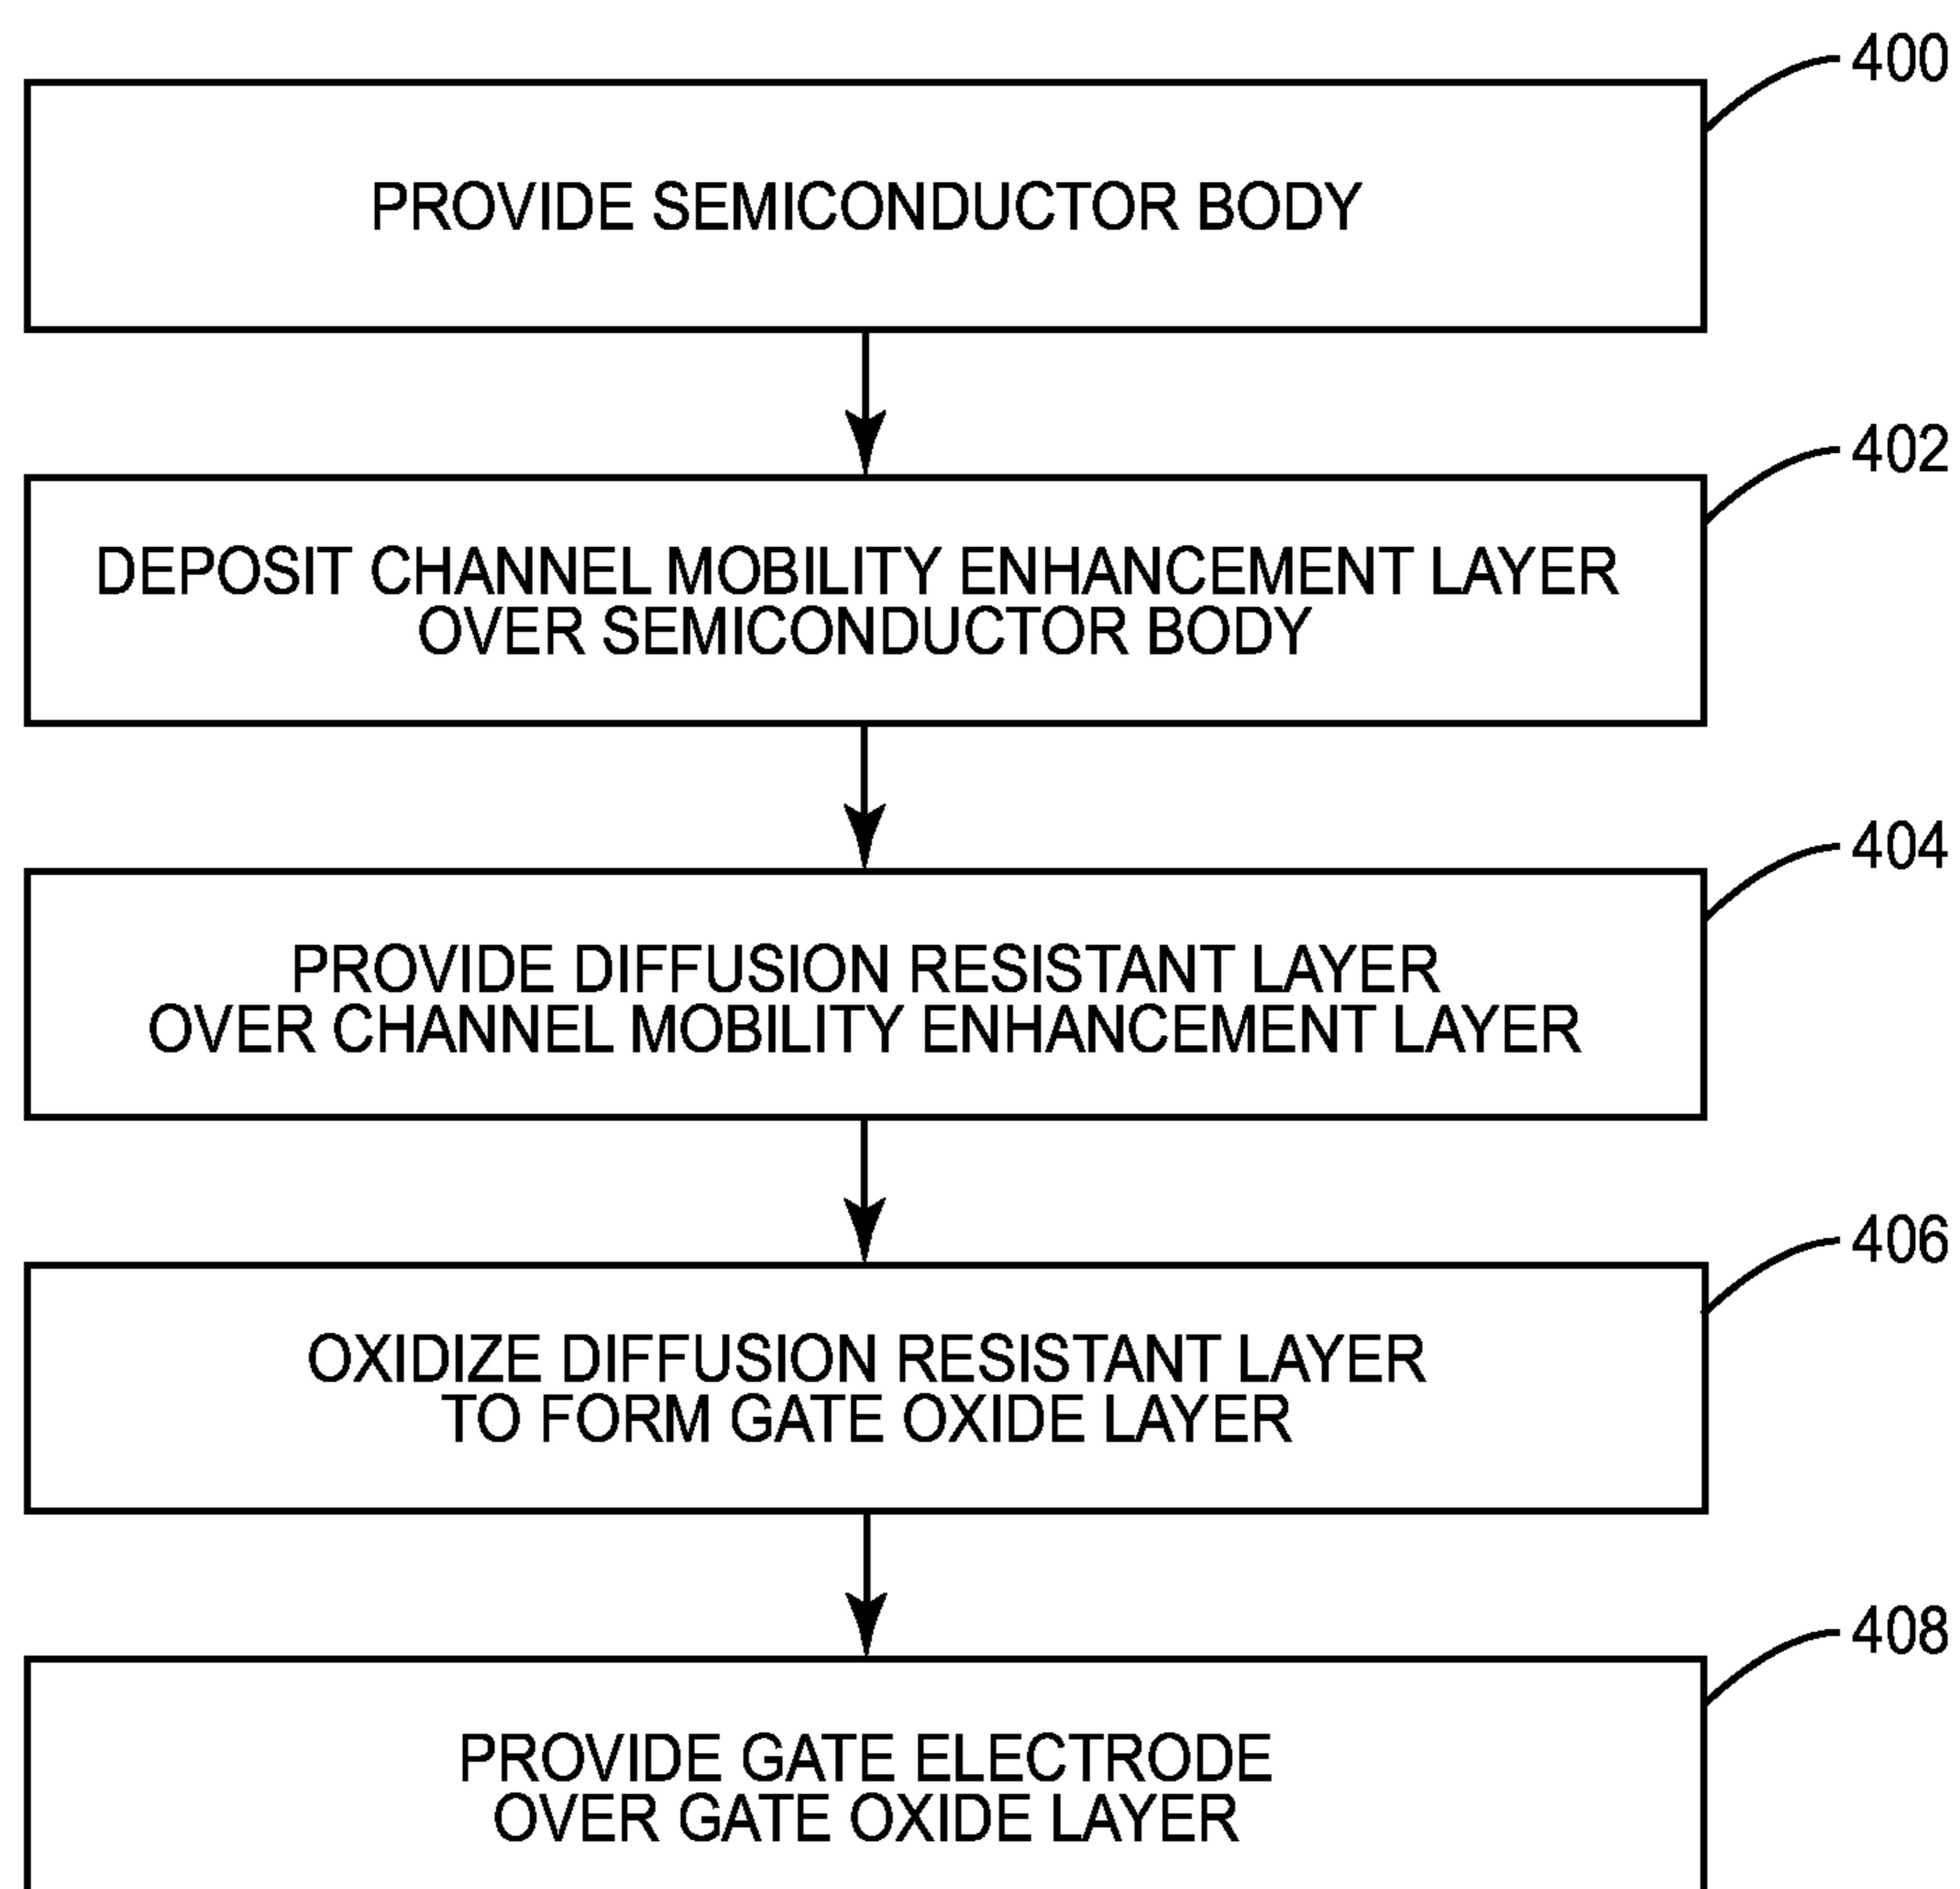 400
PROVIDE SEMICONDUCTOR BODY
402
DEPOSIT CHANNEL MOBILITY ENHANCEMENT LAYER
OVER SEMICONDUCTOR BODY
404
PROVIDE DIFFUSION RESISTANT LAYER
OVER CHANNEL MOBILITY ENHANCEMENT LAYER
406
OXIDIZE DIFFUSION RESISTANT LAYER
TO FORM GATE OXIDE LAYER
408
PROVIDE GATE ELECTRODE
OVER GATE OXIDE LAYER